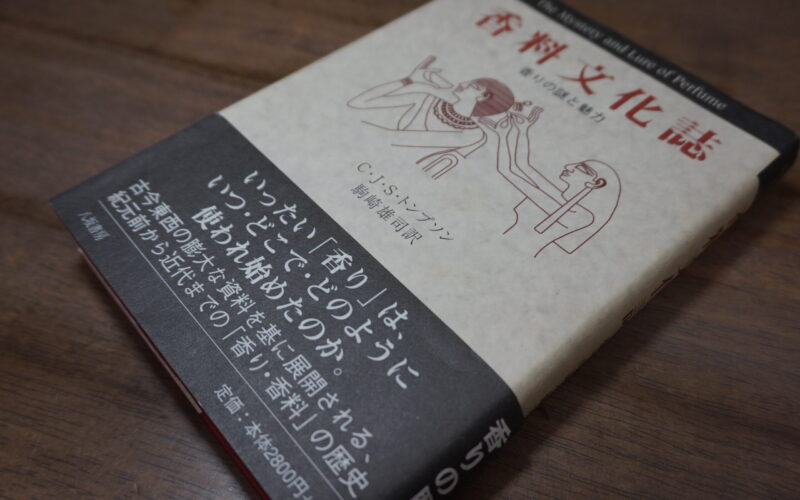 The Mystery and Lure of Perfume
香料文化誌
香りの謎と魅力
C・J・S・トンプソン
駒崎雄司訳
いったい「香り」は、
いつ・どこで・どのように
使われ始めたのか。
古今東西の膨大な資料を基に展開される、
紀元前から近代までの「香り・香料」の歴史
八坂書房
定価：本体2800円+
香りの